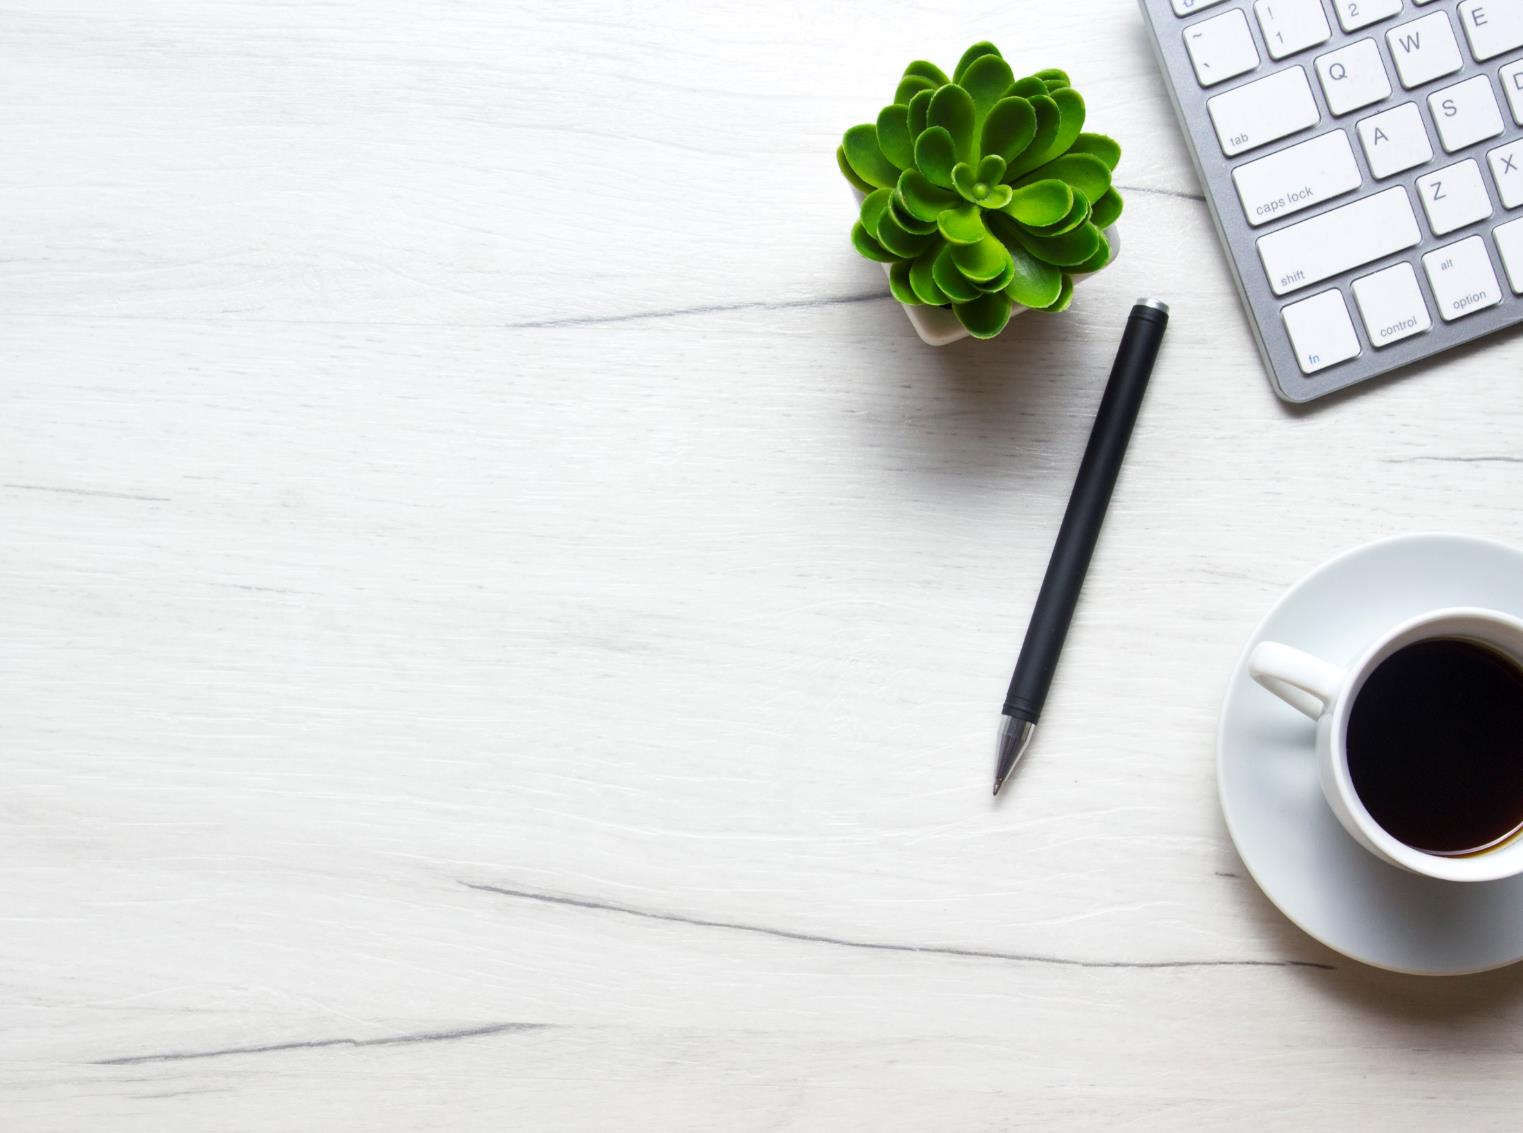 ! 2
~ 1 W E
` Q S D
tab A X
caps lock Z
shift alt
control option
fn